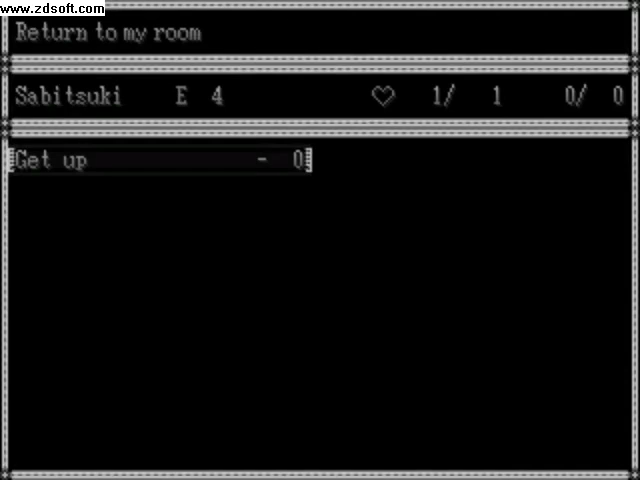 www.zdsoft.com
Return to my room
Sabitsuki E 4 ♡ 1/ 1 0/ 0
Get up - 0